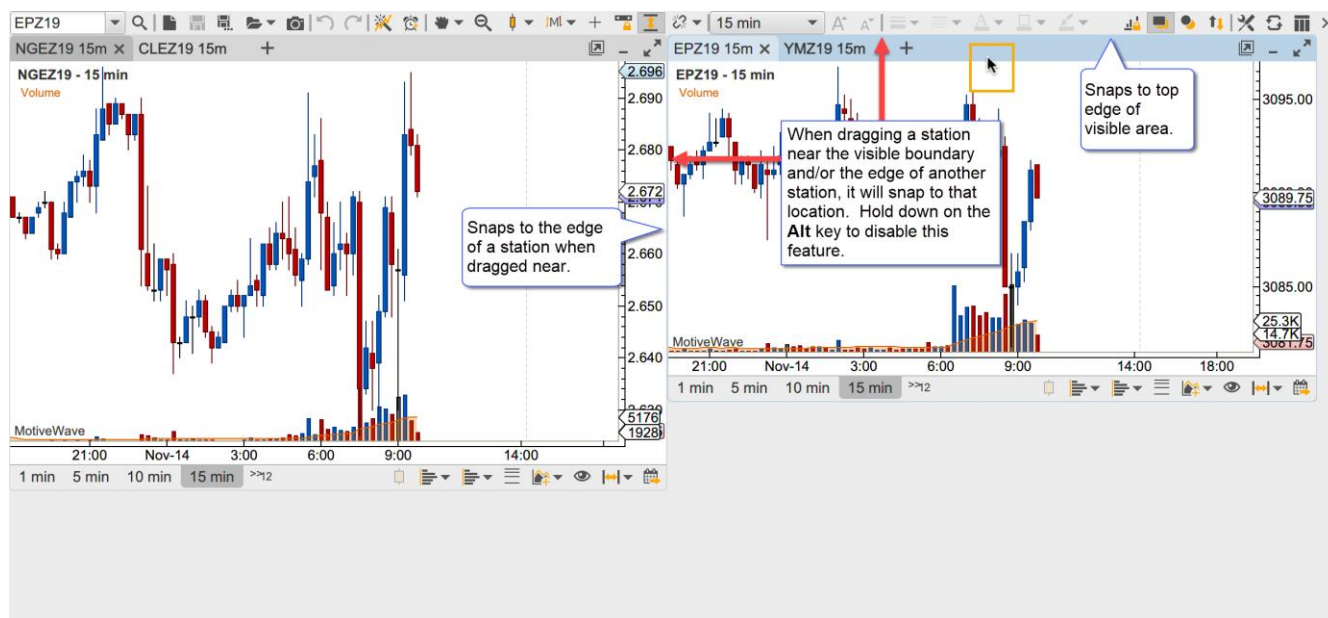 EPZ19
15 min
NGEZ19 15m
CLEZ19 15m
EPZ19 15m
YMZ19 15m
NGEZ19 - 15 min
Volume
2.696
2.690
2.680
2.672
2.660
2.650
2.640
5176
1928
MotiveWave
21:00 Nov-14 3:00 6:00 9:00 14:00
1 min 5 min 10 min 15 min >>12
Snaps to the edge
of a station when
dragged near.
EPZ19 - 15 min
Volume
When dragging a station
near the visible boundary
and/or the edge of another
station, it will snap to that
location. Hold down on the
Alt key to disable this
feature.
Snaps to top
edge of
visible area.
3095.00
3089.75
3085.00
25.3K
14.7K
3081.75
MotiveWave
21:00 Nov-14 3:00 6:00 9:00 14:00 18:00
1 min 5 min 10 min 15 min >>12